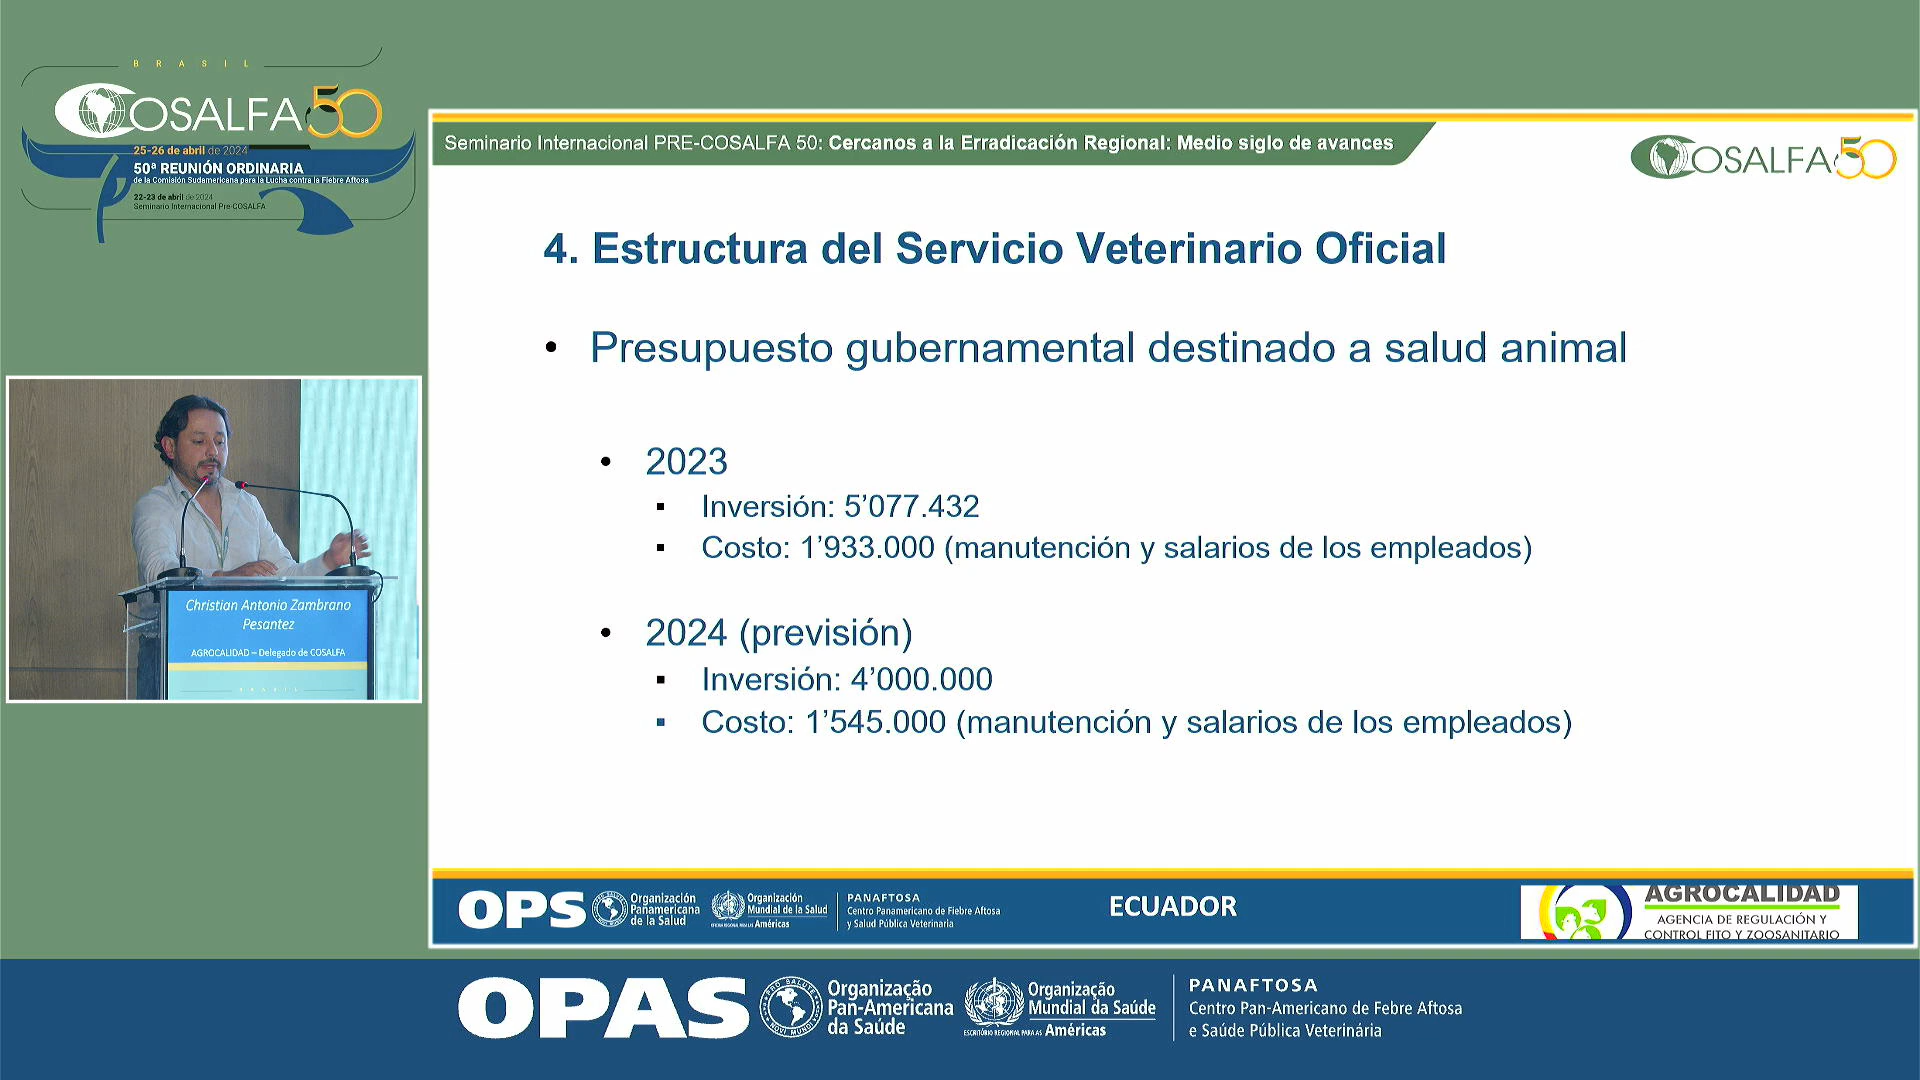 BRASIL
COSALFA 50
25-26 de abril de 2024
50ª REUNIÓN ORDINARIA
de la Comisión Sudamericana para la Lucha contra la Fiebre Aftosa
22-23 de abril de 2024
Seminario Internacional Pre-COSALFA
Seminario Internacional PRE-COSALFA 50: Cercanos a la Erradicación Regional: Medio siglo de avances
COSALFA 50
4. Estructura del Servicio Veterinario Oficial
• Presupuesto gubernamental destinado a salud animal
• 2023
▪ Inversión: 5’077.432
▪ Costo: 1’933.000 (manutención y salarios de los empleados)
• 2024 (previsión)
▪ Inversión: 4’000.000
▪ Costo: 1’545.000 (manutención y salarios de los empleados)
Christian Antonio Zambrano
Pesantez
AGROCALIDAD – Delegado de COSALFA
BRASIL
OPS
Organización
Panamericana
de la Salud
Organización
Mundial de la Salud
Américas
PANAFTOSA
Centro Panamericano de Fiebre Aftosa
y Salud Pública Veterinaria
ECUADOR
AGROCALIDAD
AGENCIA DE REGULACIÓN Y
CONTROL FITO Y ZOOSANITARIO
OPAS
Organização
Pan-Americana
da Saúde
Organização
Mundial da Saúde
ESCRITÓRIO REGIONAL PARA AS Américas
PANAFTOSA
Centro Pan-Americano de Febre Aftosa
e Saúde Pública Veterinária